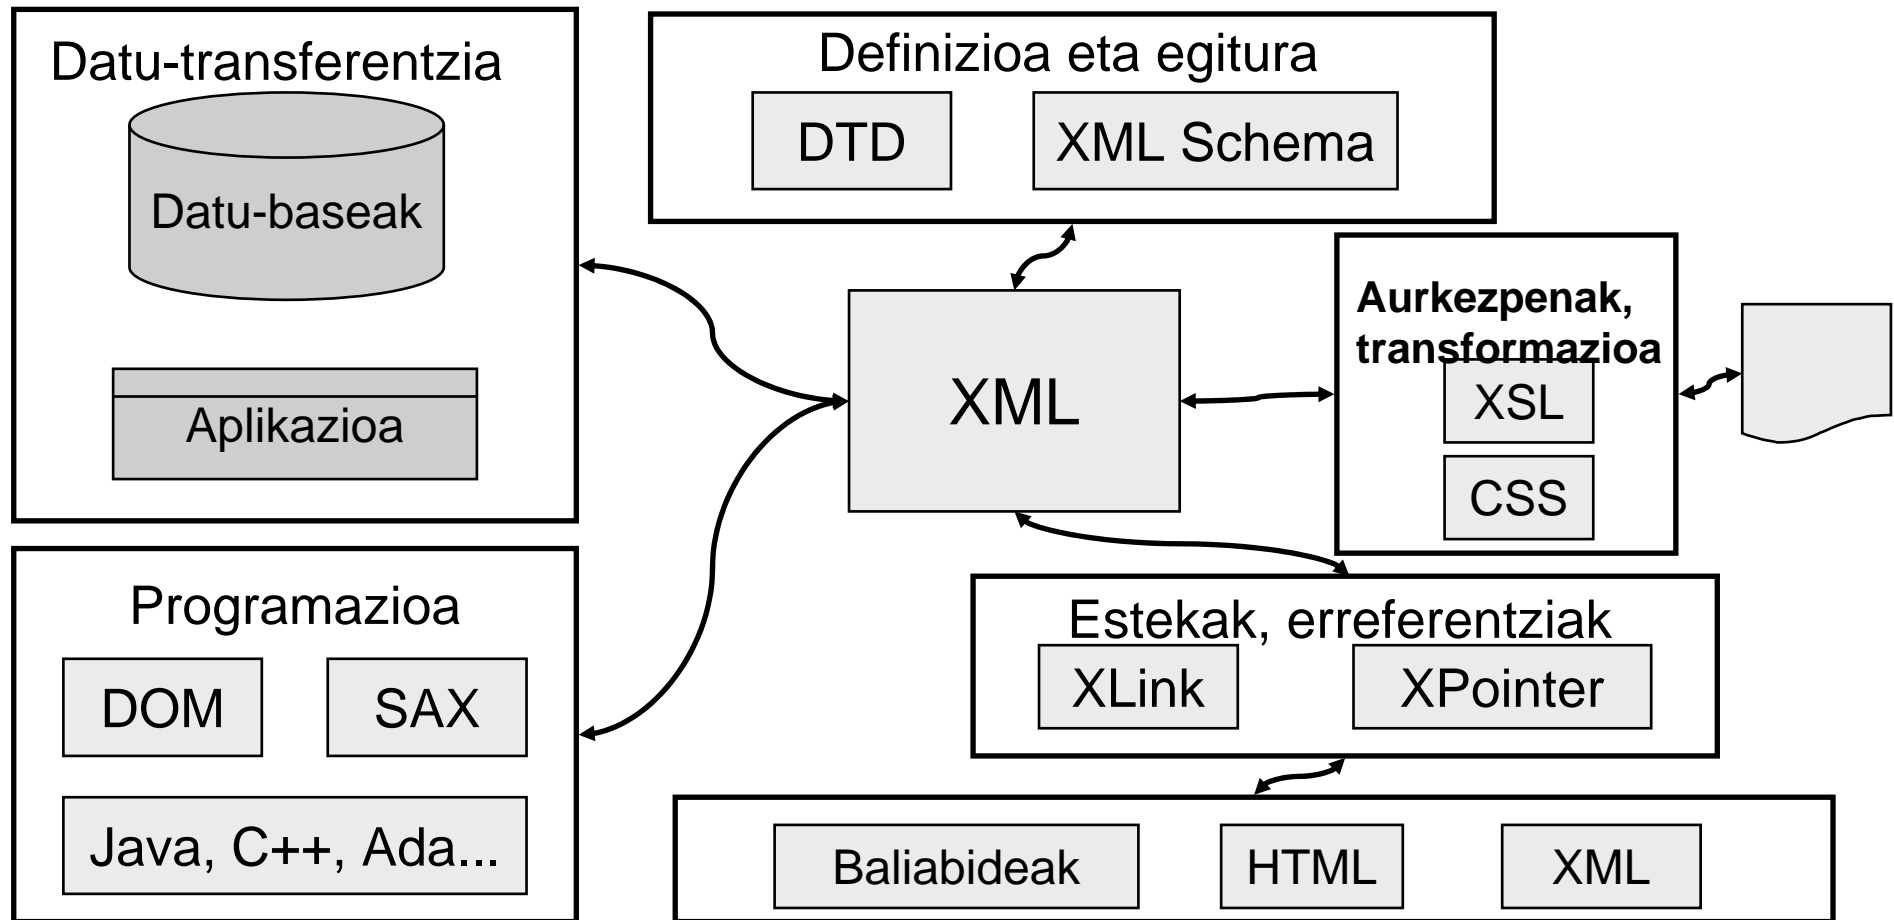 Datu-transferentzia
Datu-baseak
Aplikazioa
Definizioa eta egitura
DTD
XML Schema
XML
Aurkezpenak,
transformazioa
XSL
CSS
Programazioa
DOM
SAX
Java, C++, Ada...
Estekak, erreferentziak
XLink
XPointer
Baliabideak
HTML
XML